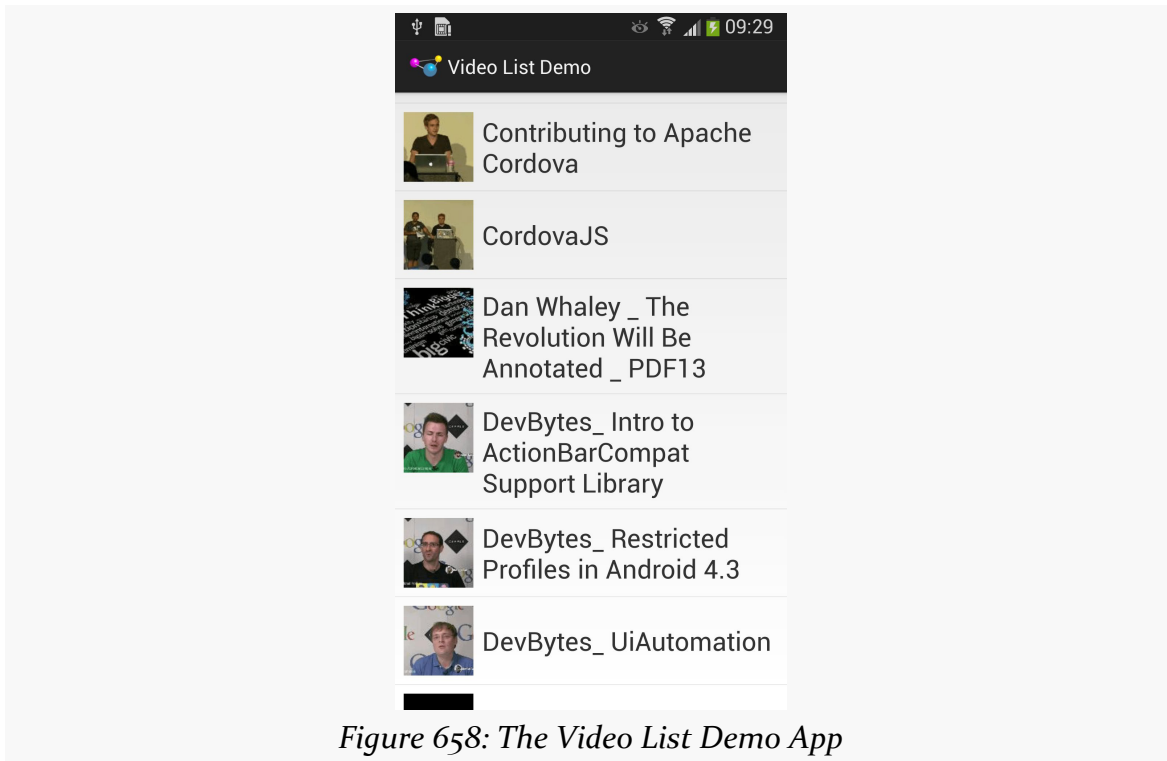 09:29
Video List Demo
Contributing to Apache
Cordova
CordovaJS
Dan Whaley _ The
Revolution Will Be
Annotated _ PDF13
big
DevBytes_ Intro to
ActionBarCompat
Support Library
DevBytes_ Restricted
Profiles in Android 4.3
Google
DevBytes_ UiAutomation
Figure 658: The Video List Demo App